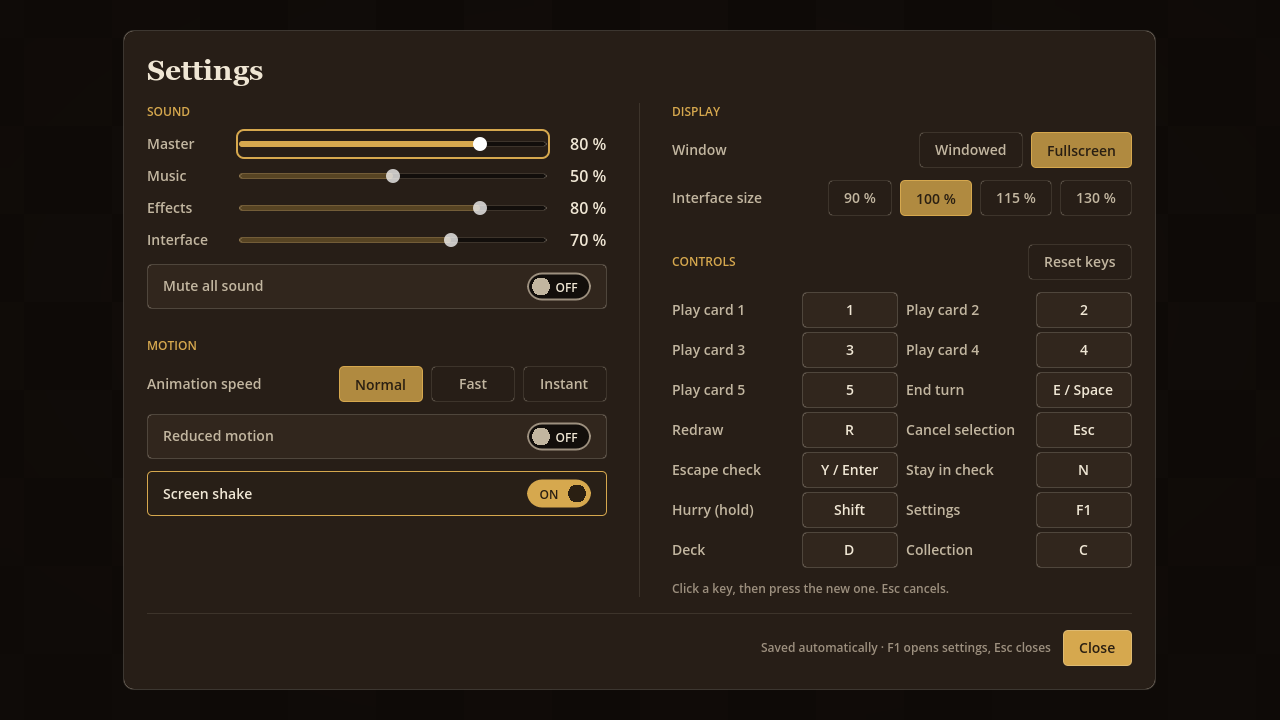 Settings
SOUND
Master 80 %
Music 50 %
Effects 80 %
Interface 70 %
Mute all sound OFF
MOTION
Animation speed Normal Fast Instant
Reduced motion OFF
Screen shake ON
DISPLAY
Window Windowed Fullscreen
Interface size 90 % 100 % 115 % 130 %
CONTROLS Reset keys
Play card 1 1 Play card 2 2
Play card 3 3 Play card 4 4
Play card 5 5 End turn E / Space
Redraw R Cancel selection Esc
Escape check Y / Enter Stay in check N
Hurry (hold) Shift Settings F1
Deck D Collection C
Click a key, then press the new one. Esc cancels.
Saved automatically · F1 opens settings, Esc closes Close